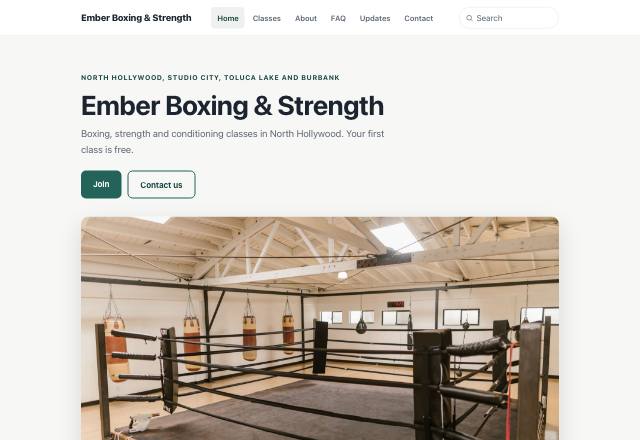 Ember Boxing & Strength
Home
Classes
About
FAQ
Updates
Contact
Search
NORTH HOLLYWOOD, STUDIO CITY, TOLUCA LAKE AND BURBANK
Ember Boxing & Strength
Boxing, strength and conditioning classes in North Hollywood. Your first
class is free.
Join
Contact us